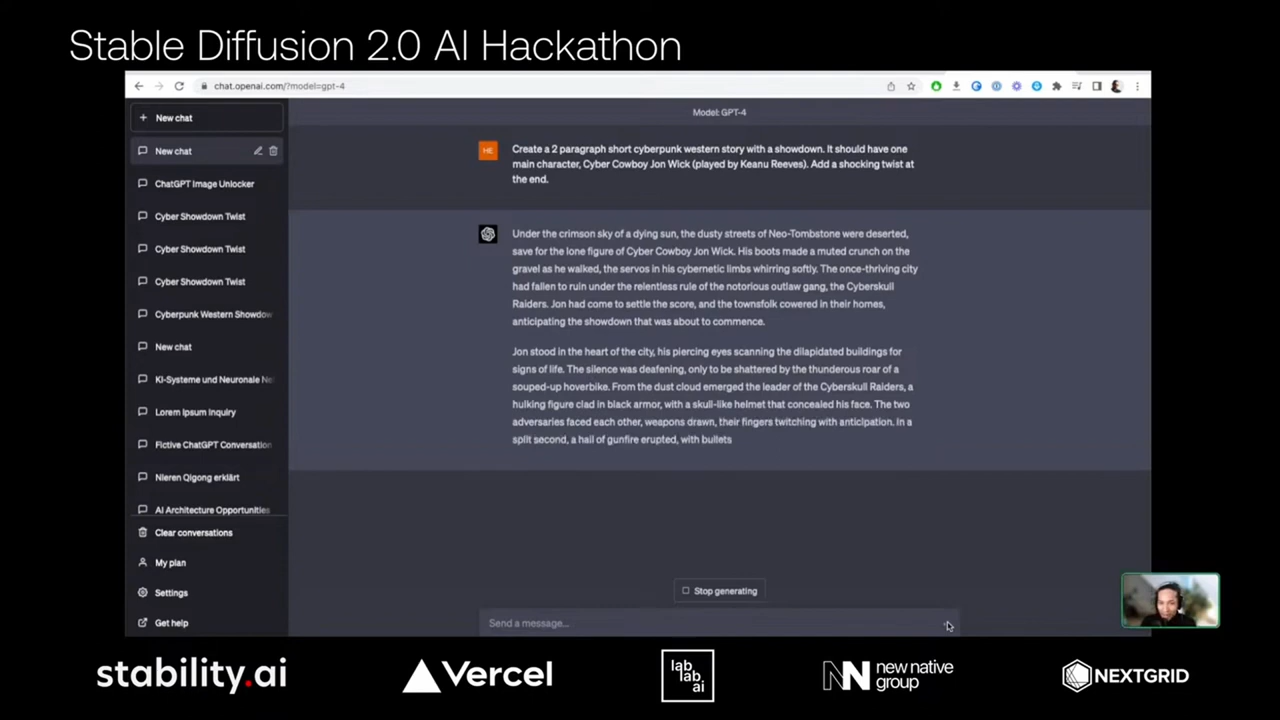 Stable Diffusion 2.0 AI Hackathon
chat.openai.com/?model=gpt-4
+ New chat
Model: GPT-4
New chat
ChatGPT Image Unlocker
Cyber Showdown Twist
Cyber Showdown Twist
Cyber Showdown Twist
Cyberpunk Western Showdow
New chat
KI-Systeme und Neuronale Ne
Lorem Ipsum Inquiry
Fictive ChatGPT Conversation
Nieren Qigong erklärt
AI Architecture Opportunities
Clear conversations
My plan
Settings
Get help
HE
Create a 2 paragraph short cyberpunk western story with a showdown. It should have one
main character, Cyber Cowboy Jon Wick (played by Keanu Reeves). Add a shocking twist at
the end.
Under the crimson sky of a dying sun, the dusty streets of Neo-Tombstone were deserted,
save for the lone figure of Cyber Cowboy Jon Wick. His boots made a muted crunch on the
gravel as he walked, the servos in his cybernetic limbs whirring softly. The once-thriving city
had fallen to ruin under the relentless rule of the notorious outlaw gang, the Cyberskull
Raiders. Jon had come to settle the score, and the townsfolk cowered in their homes,
anticipating the showdown that was about to commence.
Jon stood in the heart of the city, his piercing eyes scanning the dilapidated buildings for
signs of life. The silence was deafening, only to be shattered by the thunderous roar of a
souped-up hoverbike. From the dust cloud emerged the leader of the Cyberskull Raiders, a
hulking figure clad in black armor, with a skull-like helmet that concealed his face. The two
adversaries faced each other, weapons drawn, their fingers twitching with anticipation. In a
split second, a hail of gunfire erupted, with bullets
Stop generating
Send a message...
stability.ai
Vercel
lab
lab
.ai
new native
group
NEXTGRID